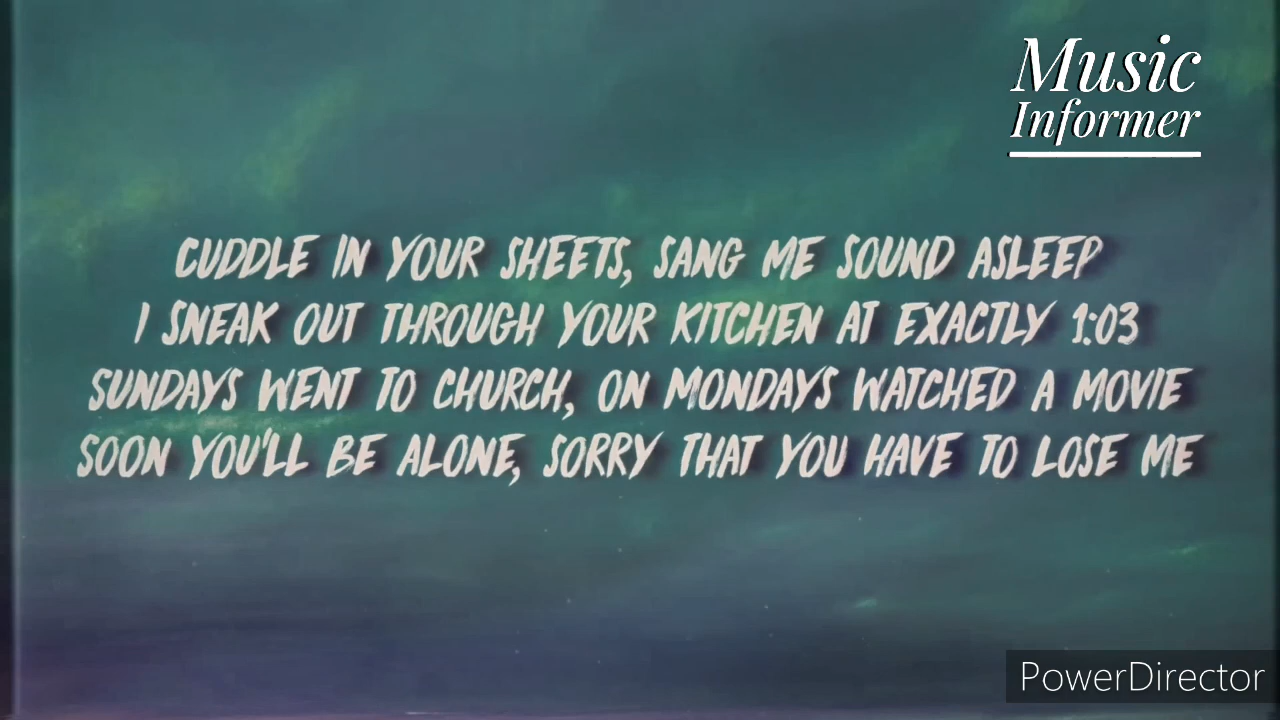 Music
Informer
CUDDLE IN YOUR SHEETS, SANG ME SOUND ASLEEP
I SNEAK OUT THROUGH YOUR KITCHEN AT EXACTLY 1:03
SUNDAYS WENT TO CHURCH, ON MONDAYS WATCHED A MOVIE
SOON YOU'LL BE ALONE, SORRY THAT YOU HAVE TO LOSE ME
PowerDirector